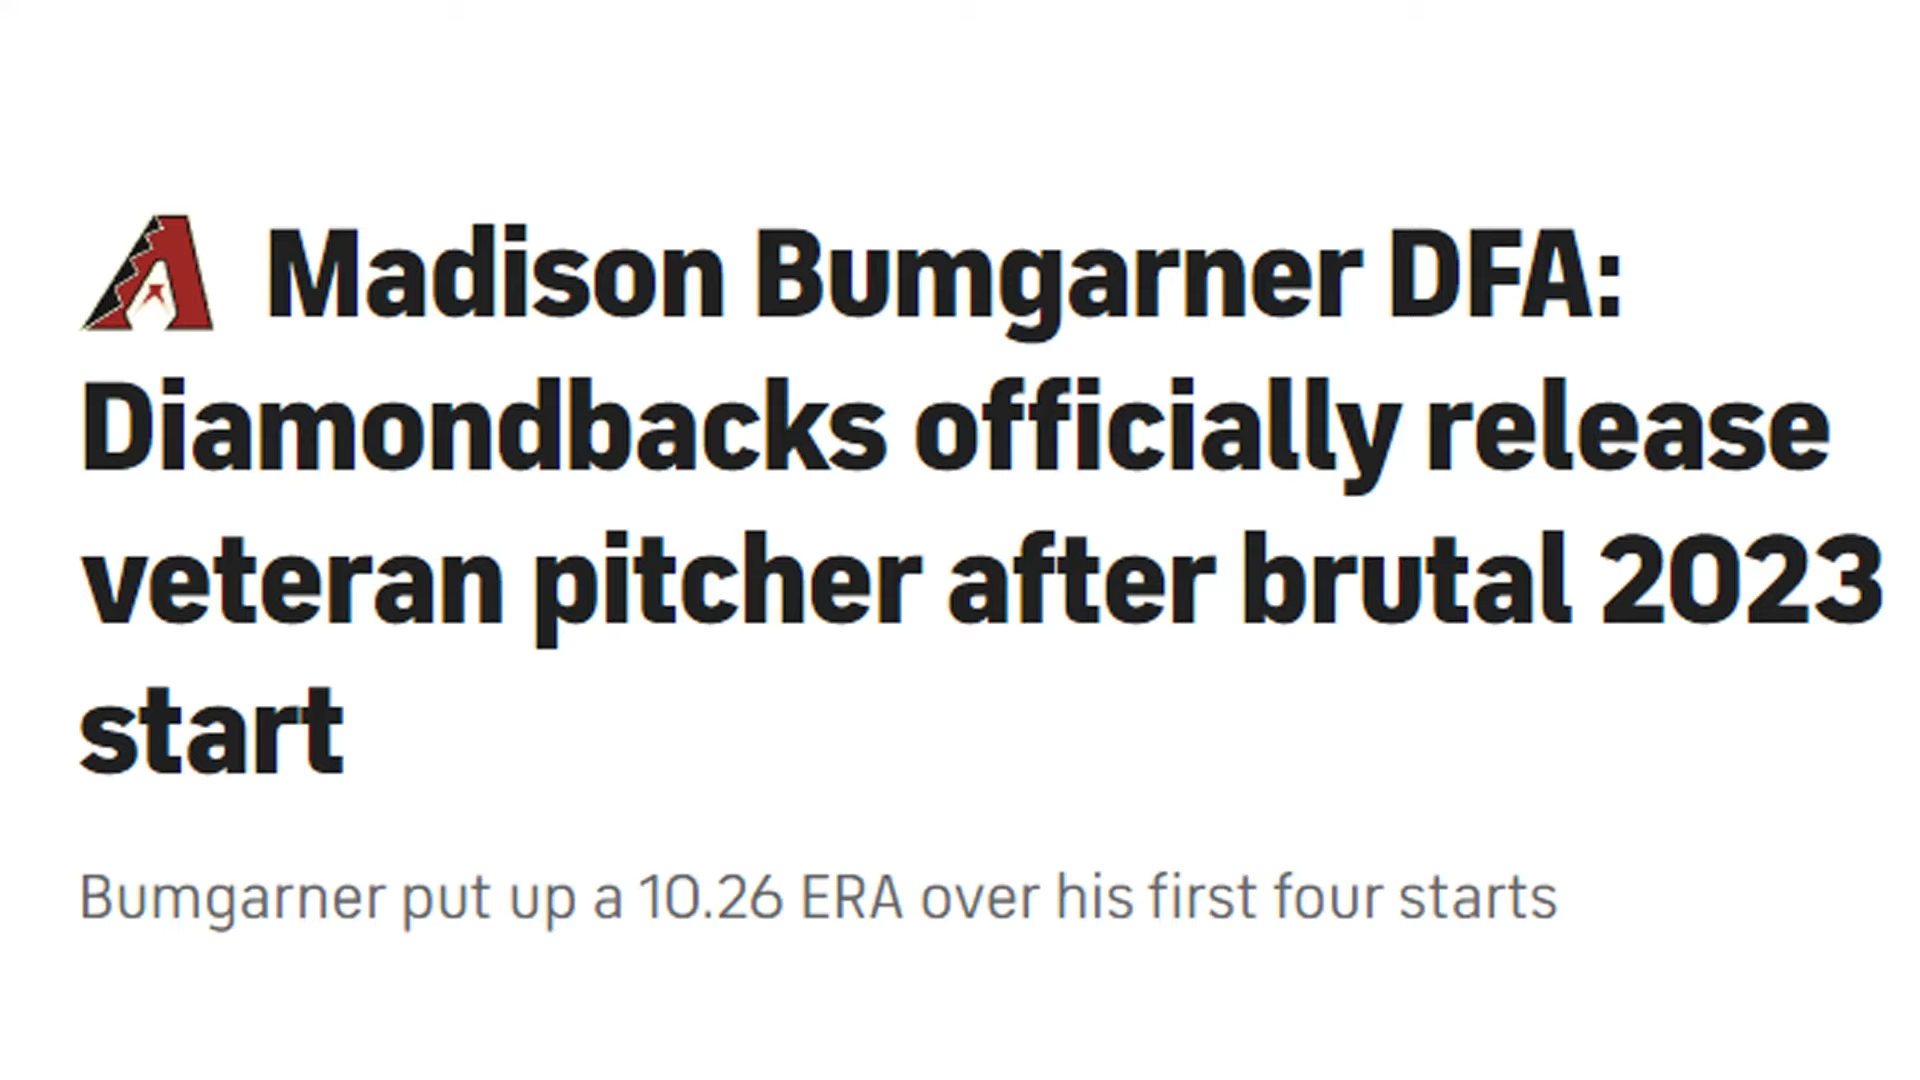 Madison Bumgarner DFA:
Diamondbacks officially release
veteran pitcher after brutal 2023
start
Bumgarner put up a 10.26 ERA over his first four starts